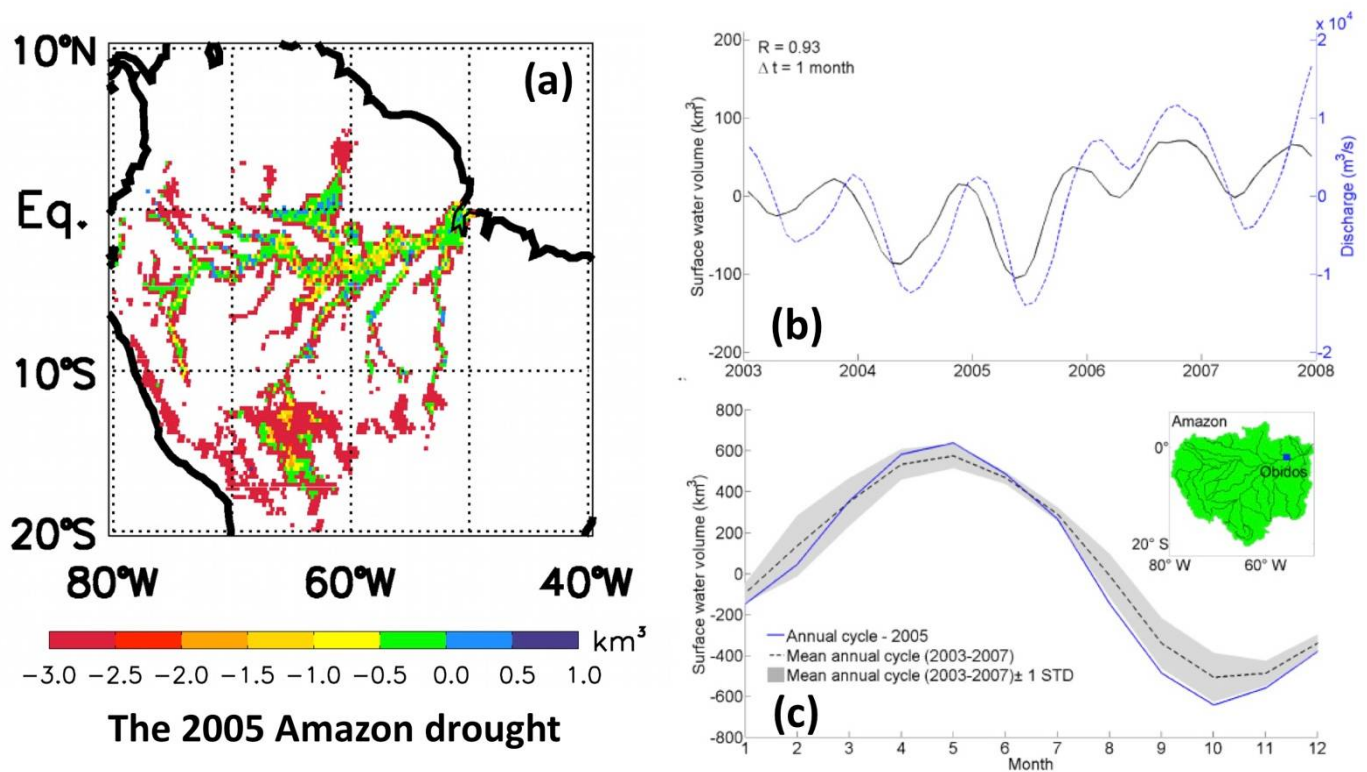 (a)
10°N
Eq.
10°S
20°S
80°W 60°W 40°W
km³
−3.0 −2.5 −2.0 −1.5 −1.0 −0.5 0.0 0.5 1.0
The 2005 Amazon drought
x 10⁴
R = 0.93
Δ t = 1 month
Surface water volume (km³)
200
100
0
-100
-200
2
1
0
-1
-2
Discharge (m³/s)
(b)
2003 2004 2005 2006 2007 2008
Surface water volume (km³)
800
600
400
200
0
-200
-400
-600
-800
Amazon
0°
Obidos
20° S
80° W 60° W
Annual cycle - 2005
Mean annual cycle (2003-2007)
Mean annual cycle (2003-2007)± 1 STD
(c)
1 2 3 4 5 6 7 8 9 10 11 12
Month